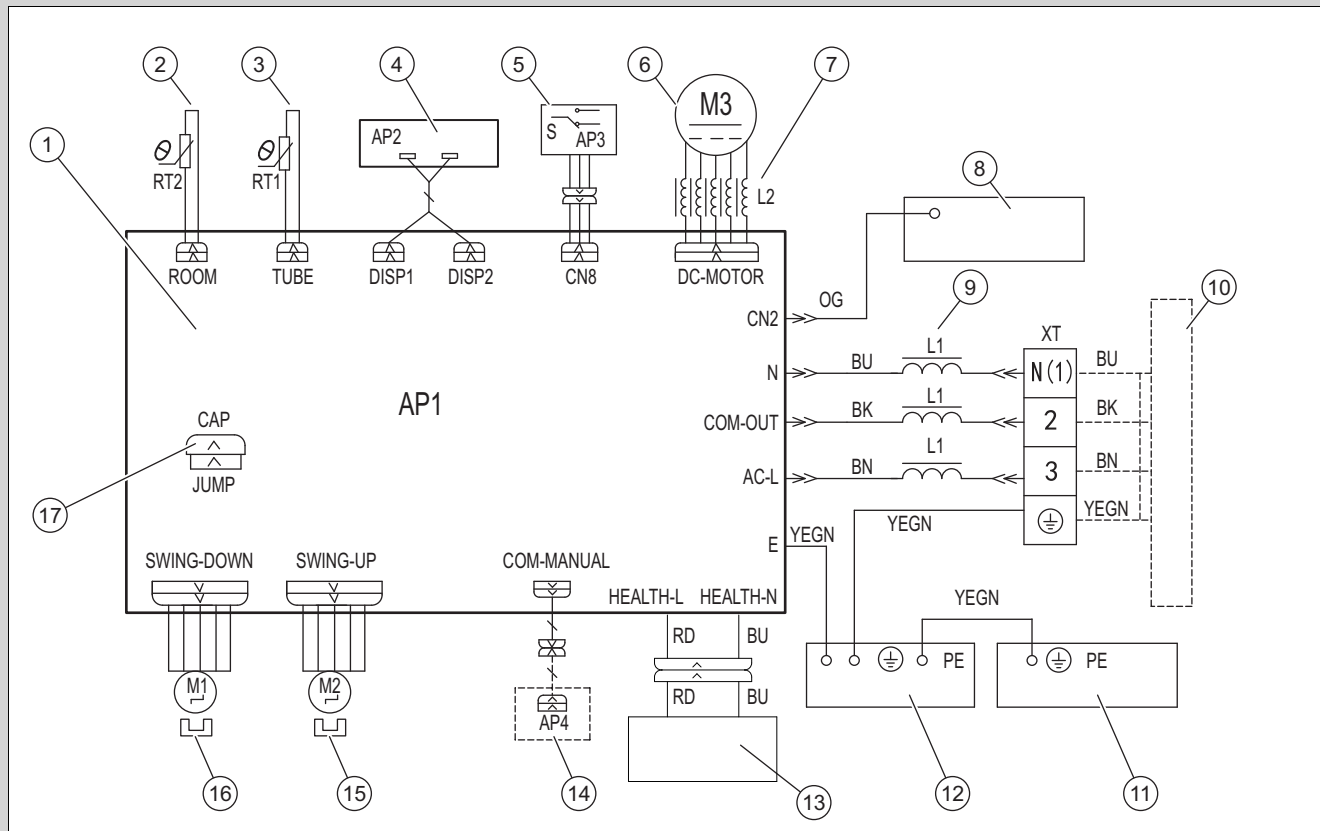 2
3
4
5
6
7
M3
AP2
S
AP3
1
RT2
RT1
L2
8
ROOM
TUBE
DISP1
DISP2
CN8
DC-MOTOR
OG
9
10
CN2
XT
L1
BU
N
N(1)
BU
AP1
L1
BK
COM-OUT
2
BK
CAP
L1
BN
AC-L
3
BN
JUMP
17
YEGN
YEGN
YEGN
E
SWING-DOWN
SWING-UP
COM-MANUAL
HEALTH-L
HEALTH-N
YEGN
RD
BU
PE
PE
M1
M2
RD
BU
AP4
16
15
14
13
12
11